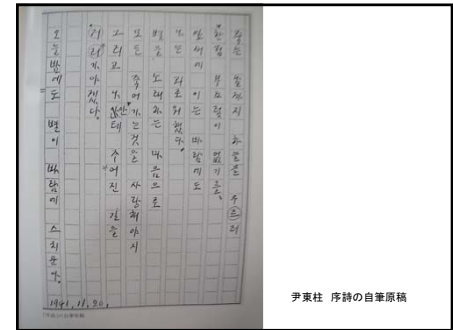 죽는 날까지 하늘을 우르러
한점 부끄럼이 없기를,
잎새에 이는 바람에도
나는 괴로워했다.
별을 노래하는 마음으로
모든 죽어가는것을 사랑해야지
그리고 나안테 주어진 길을
거러가야겠다.
오늘밤에도 별이 바람에 스치운다.
1941.11.20.
尹東柱 序詩の自筆原稿